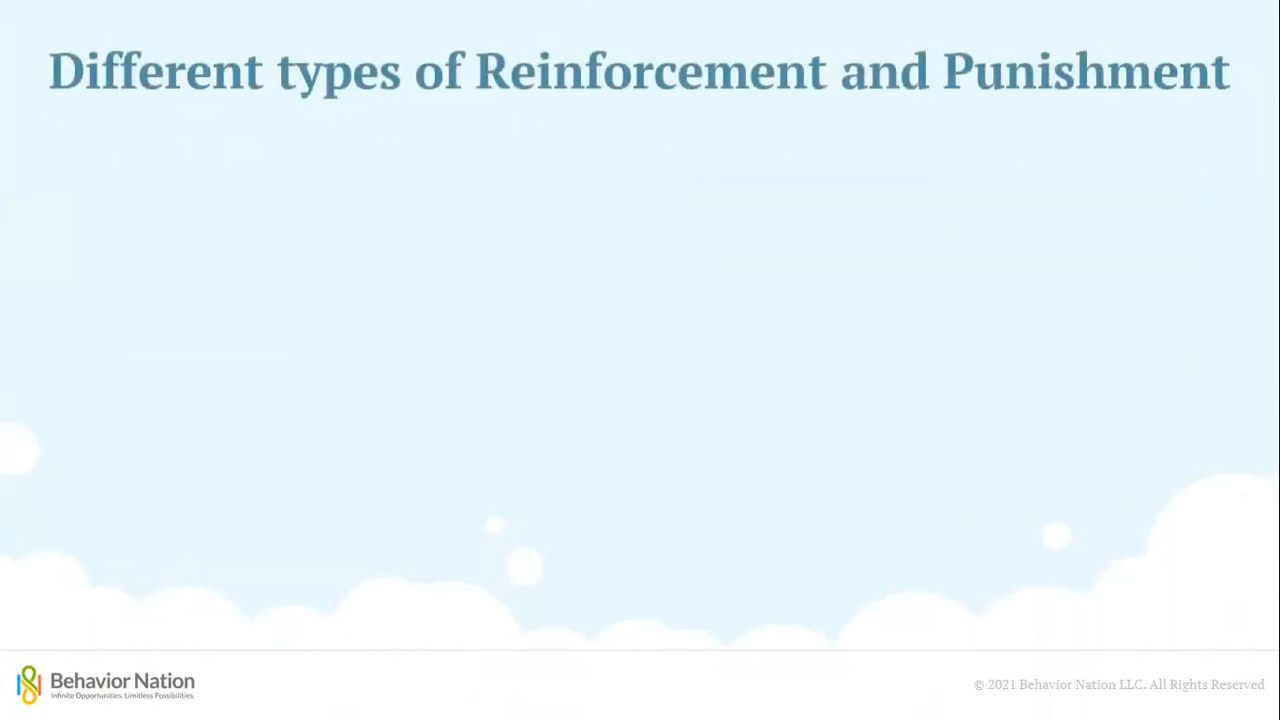 Different types of Reinforcement and Punishment
Behavior Nation
Infinite Opportunities. Limitless Possibilities.
© 2021 Behavior Nation LLC. All Rights Reserved